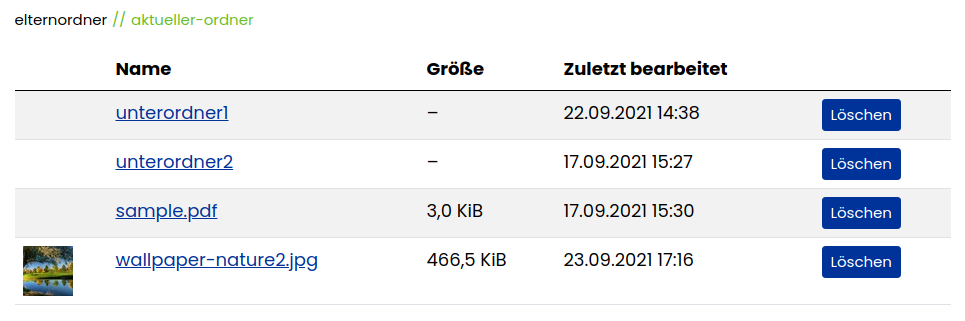 elternordner // aktueller-ordner
Name Größe Zuletzt bearbeitet
unterordner1 – 22.09.2021 14:38 Löschen
unterordner2 – 17.09.2021 15:27 Löschen
sample.pdf 3,0 KiB 17.09.2021 15:30 Löschen
wallpaper-nature2.jpg 466,5 KiB 23.09.2021 17:16 Löschen